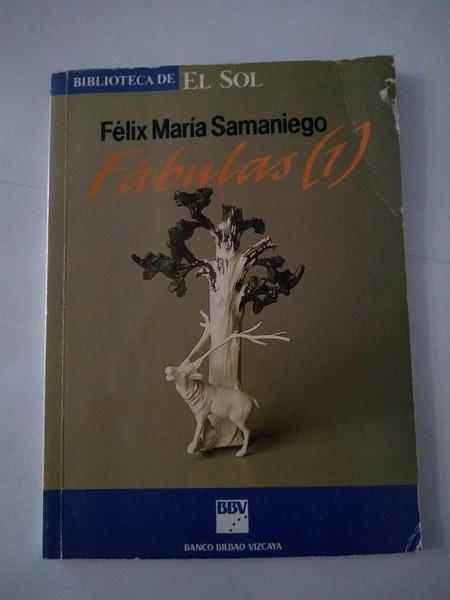 BIBLIOTECA DE EL SOL
Félix María Samaniego
Fábulas (1)
BBV
BANCO BILBAO VIZCAYA